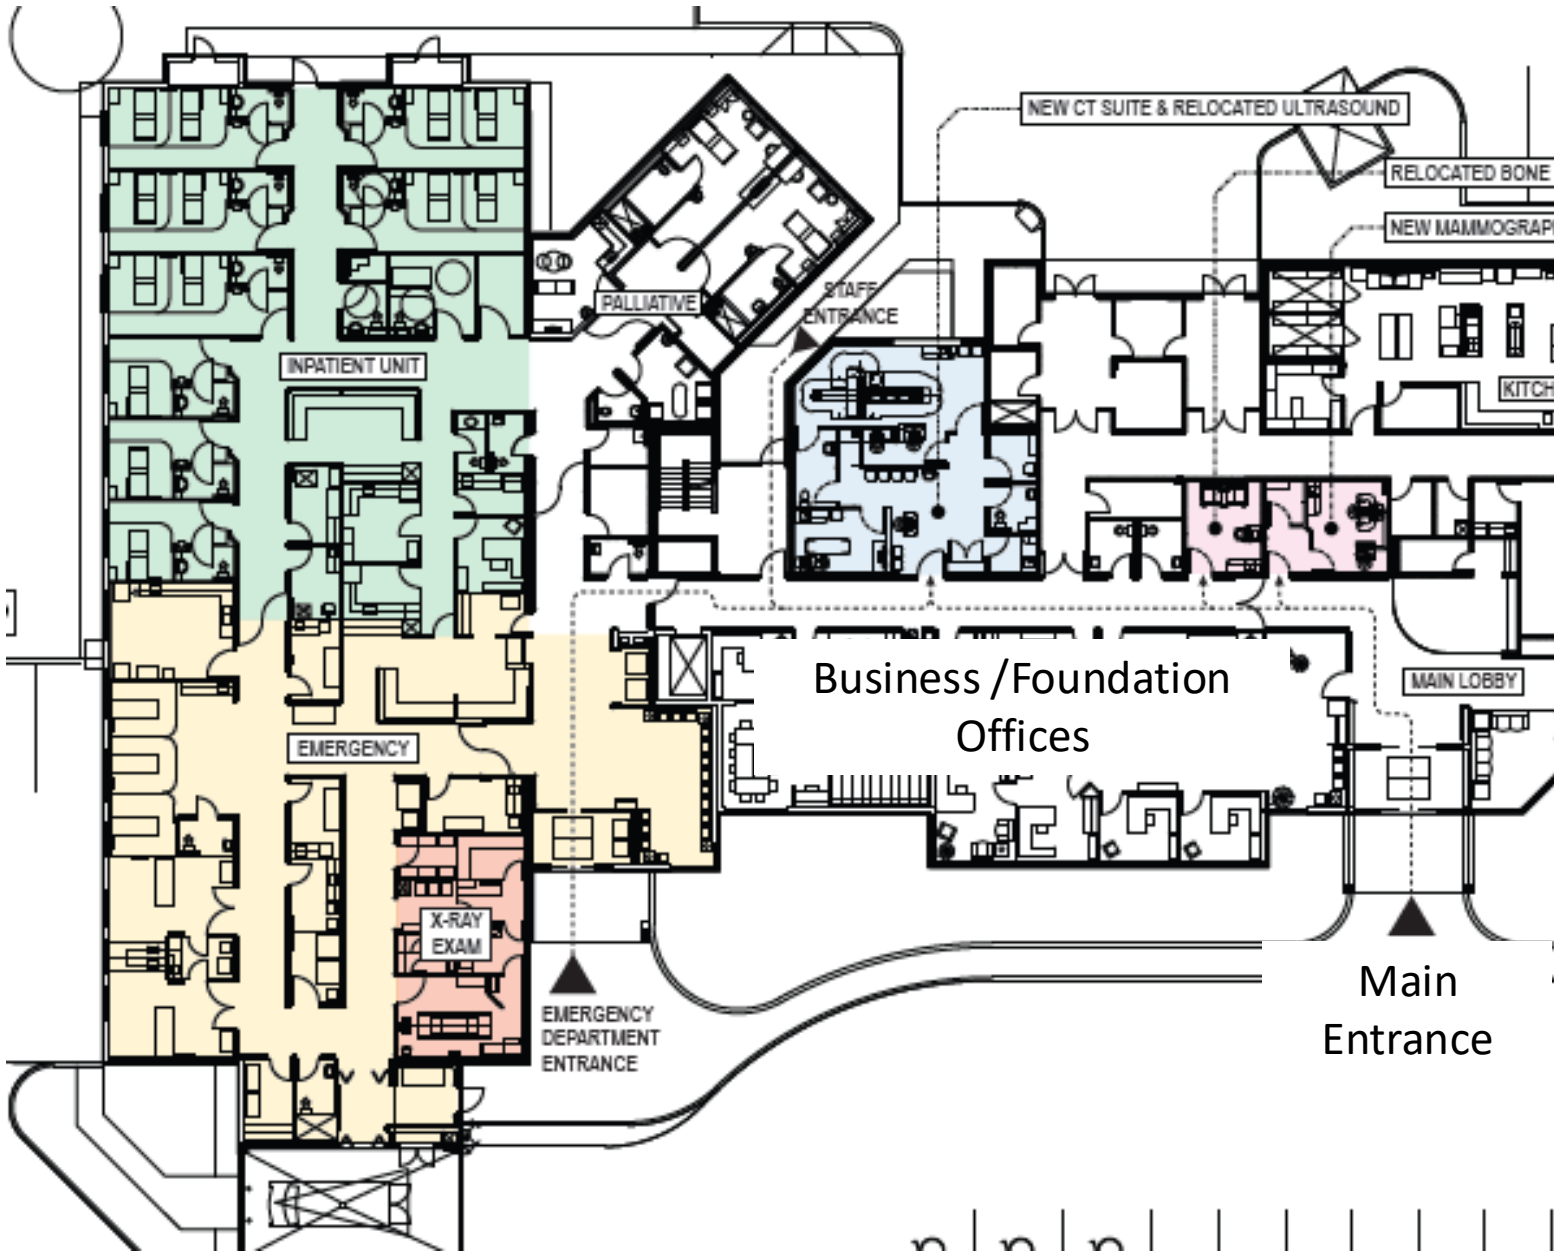 NEW CT SUITE & RELOCATED ULTRASOUND
RELOCATED BONE
NEW MAMMOGRAP
PALLIATIVE
STAFF
ENTRANCE
INPATIENT UNIT
KITCH
Business /Foundation
Offices
MAIN LOBBY
EMERGENCY
X-RAY
EXAM
EMERGENCY
DEPARTMENT
ENTRANCE
Main
Entrance